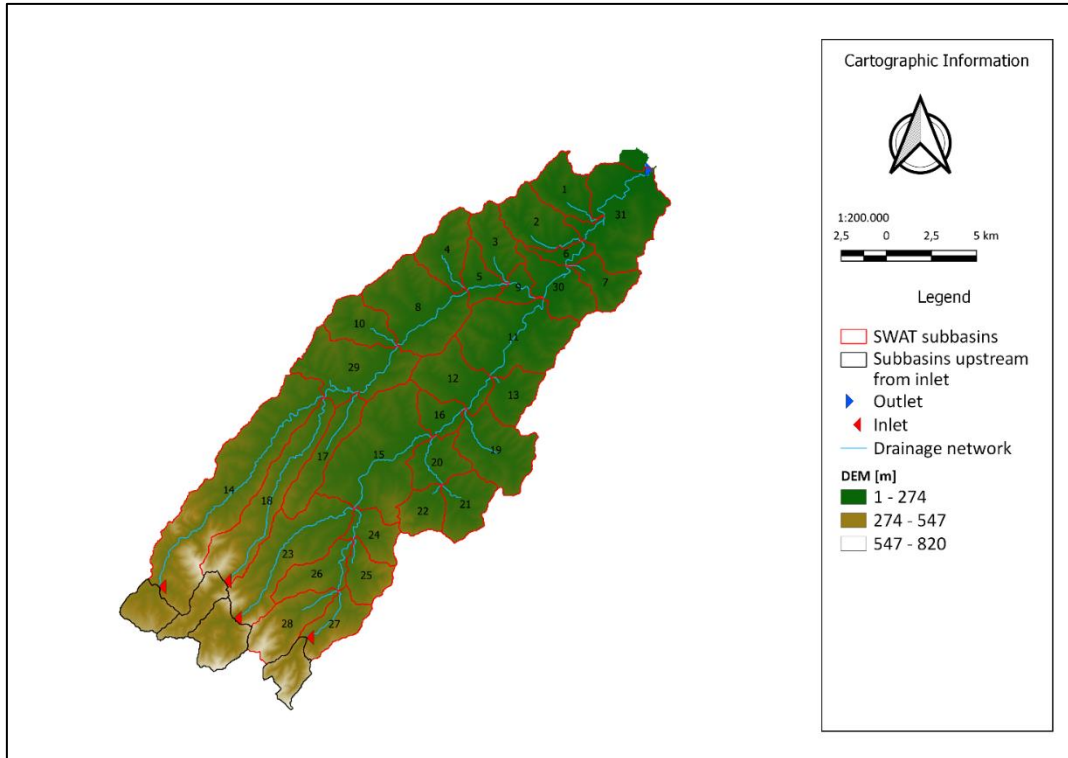 Cartographic Information
1:200.000
2,5 0 2,5 5 km
Legend
SWAT subbasins
Subbasins upstream
from inlet
Outlet
Inlet
Drainage network
DEM [m]
1 - 274
274 - 547
547 - 820
1
31
2
3
4
6
5
9
30
7
8
10
11
29
12
13
16
15
17
20
19
14
18
22
21
23
24
26
25
28
27